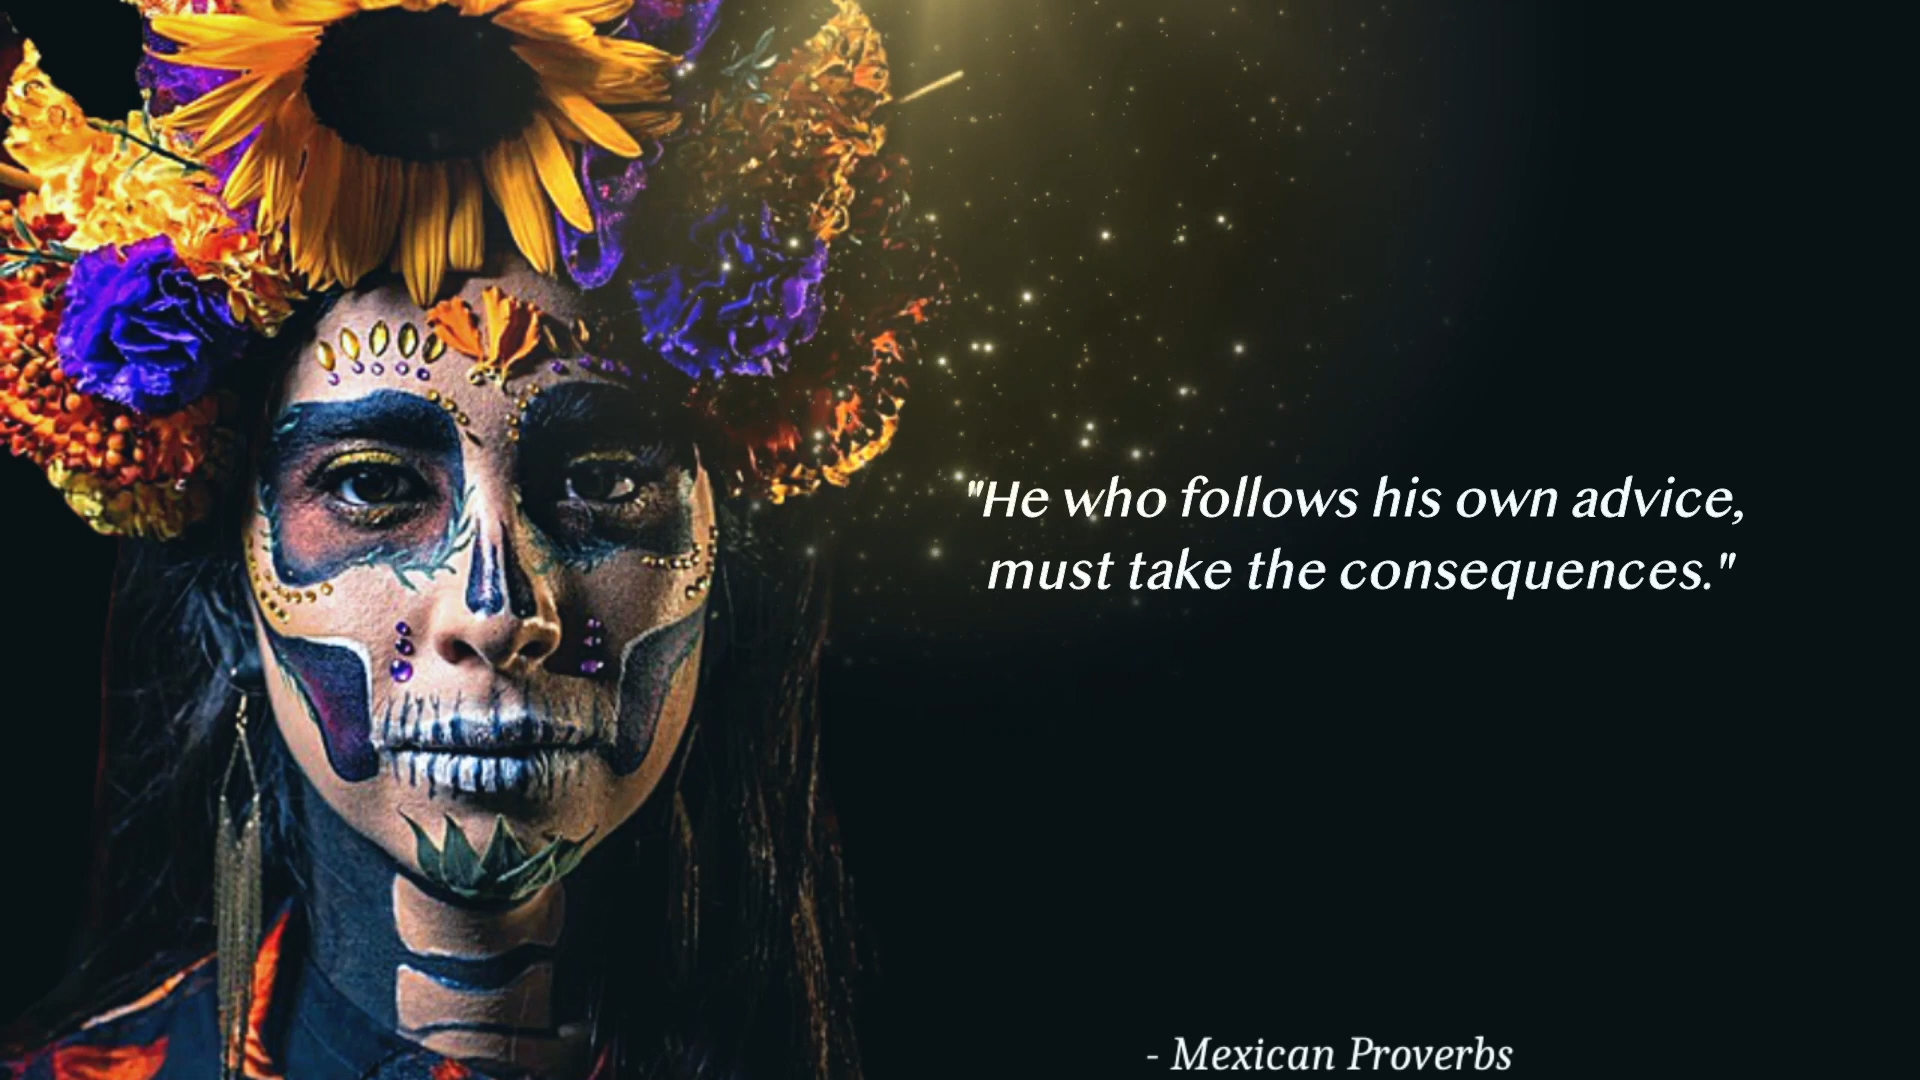 "He who follows his own advice,
must take the consequences."
- Mexican Proverbs